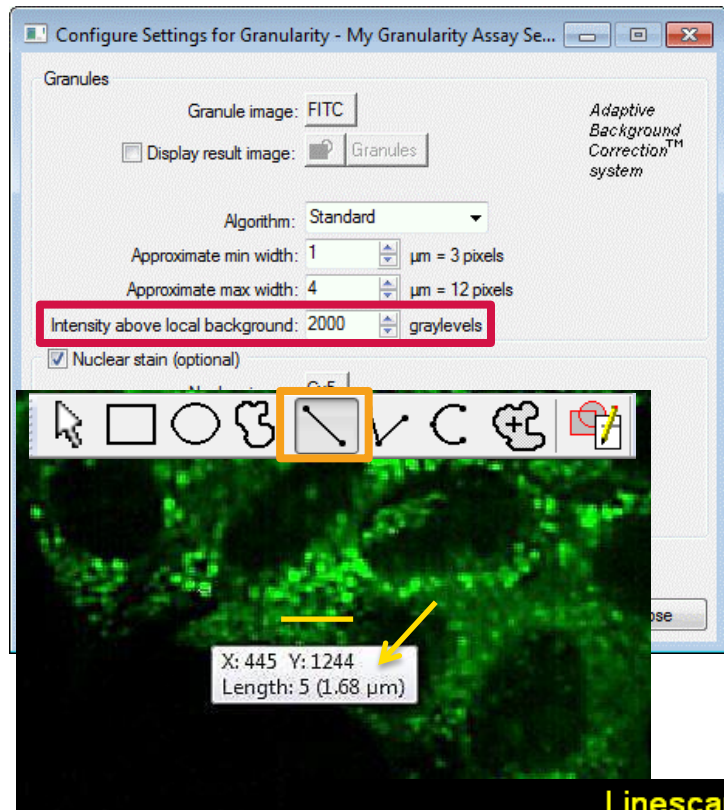 Configure Settings for Granularity - My Granularity Assay Se...
Granules
Granule image: FITC
Adaptive
Background
Correction™
system
Display result image: Granules
Algorithm: Standard
Approximate min width: 1 µm = 3 pixels
Approximate max width: 4 µm = 12 pixels
Intensity above local background: 2000 graylevels
Nuclear stain (optional)
ose
X: 445 Y: 1244
Length: 5 (1.68 µm)
Linesca